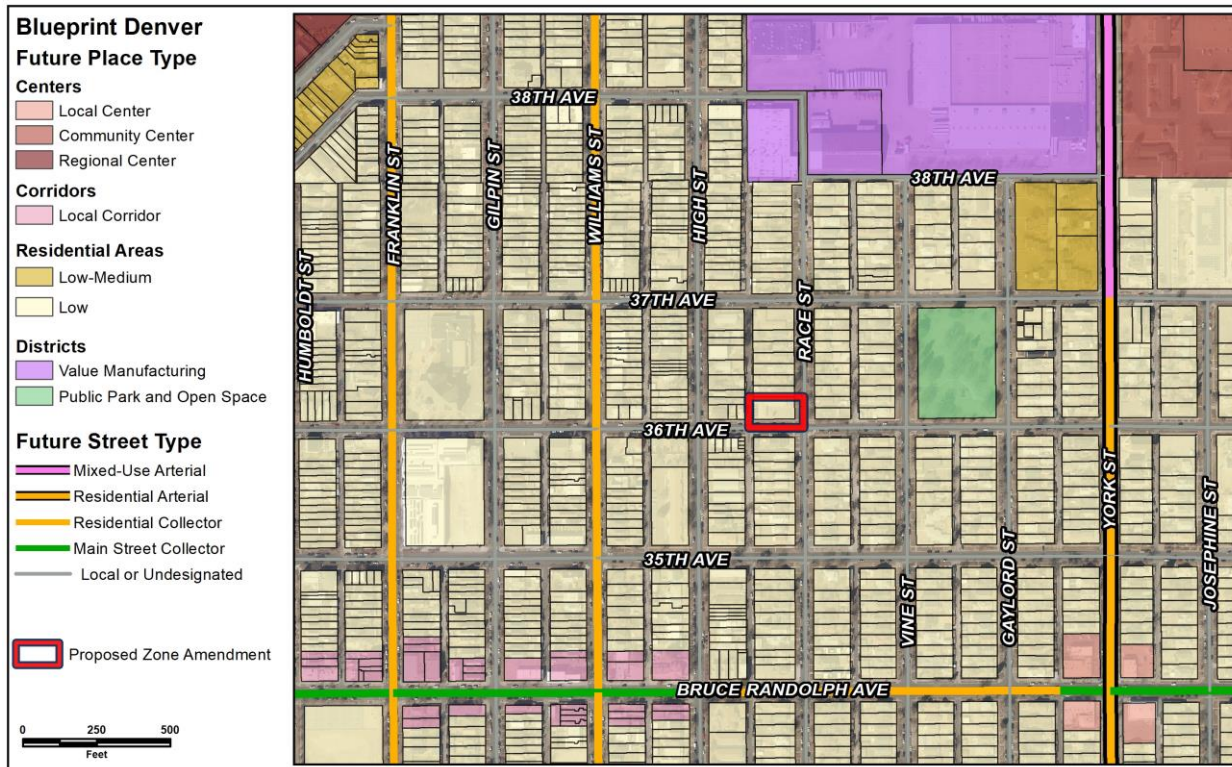 Blueprint Denver
Future Place Type
Centers
Local Center
Community Center
Regional Center
Corridors
Local Corridor
Residential Areas
Low-Medium
Low
Districts
Value Manufacturing
Public Park and Open Space
Future Street Type
Mixed-Use Arterial
Residential Arterial
Residential Collector
Main Street Collector
Local or Undesignated
Proposed Zone Amendment
0 250 500
Feet
38TH AVE
38TH AVE
HUMBOLDT ST
FRANKLIN ST
GILPIN ST
WILLIAMS ST
HIGH ST
37TH AVE
RACE ST
36TH AVE
YORK ST
JOSEPHINE ST
35TH AVE
VINE ST
GAYLORD ST
BRUCE RANDOLPH AVE